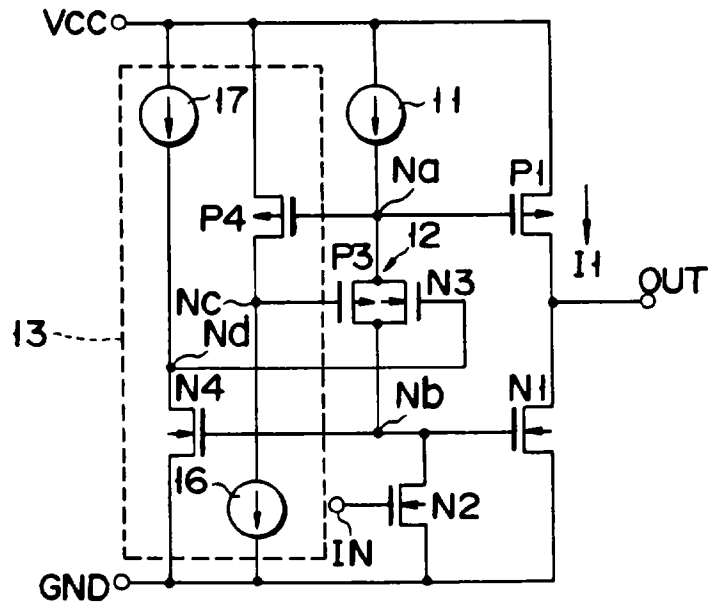 VCC
17
11
Na
P1
P4
12
P3
N3
I1
Nc
OUT
13
Nd
N4
Nb
N1
16
N2
IN
GND